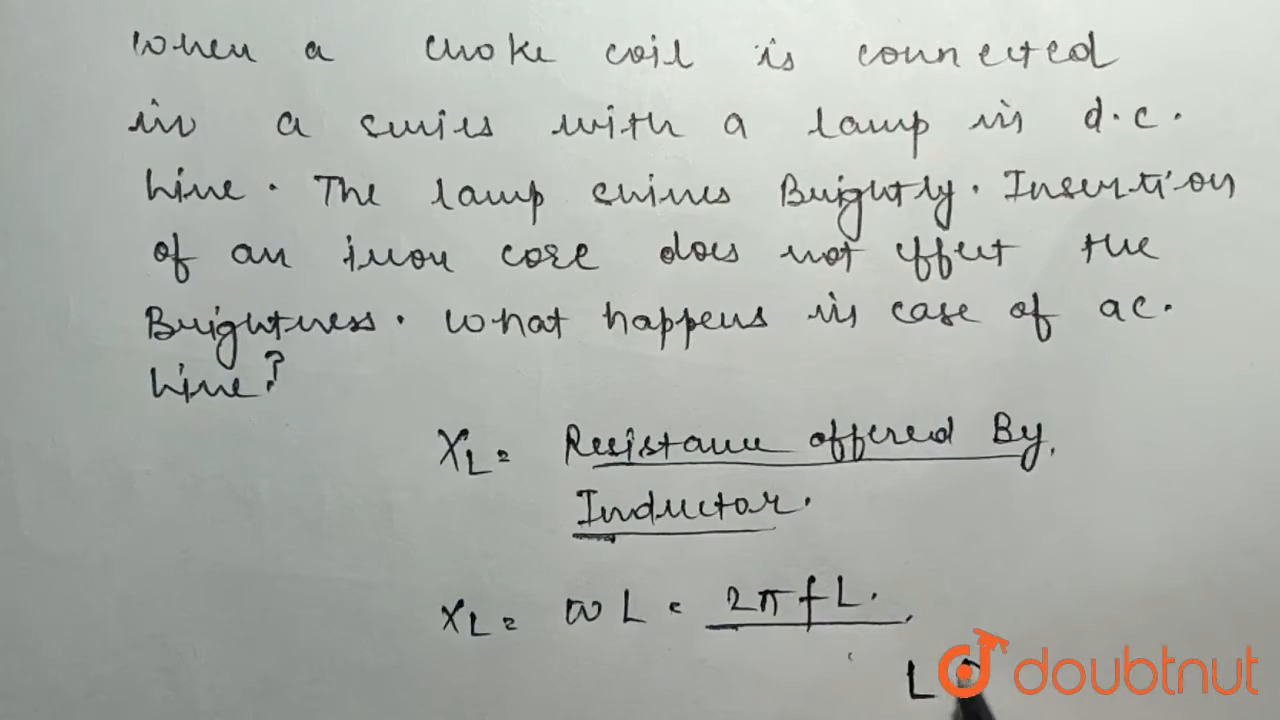 When a choke coil is connected
in a series with a lamp in d.c.
line. The lamp shines Brightly. Insertion
of an iron core does not effect the
Brightness. What happens in case of ac.
line?
XL = Resistance offered By
Inductor.
XL = ωL = 2πfL.
L
doubtnut